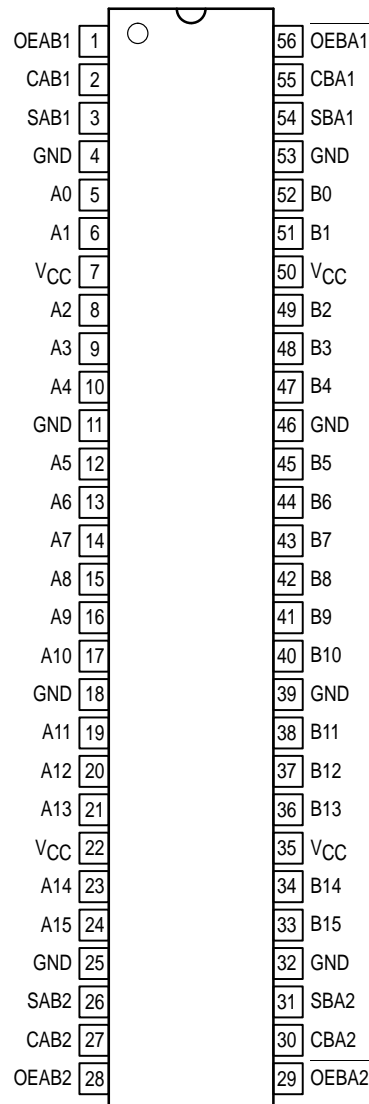 OEAB1 1 56 OEBA1
CAB1 2 55 CBA1
SAB1 3 54 SBA1
GND 4 53 GND
A0 5 52 B0
A1 6 51 B1
VCC 7 50 VCC
A2 8 49 B2
A3 9 48 B3
A4 10 47 B4
GND 11 46 GND
A5 12 45 B5
A6 13 44 B6
A7 14 43 B7
A8 15 42 B8
A9 16 41 B9
A10 17 40 B10
GND 18 39 GND
A11 19 38 B11
A12 20 37 B12
A13 21 36 B13
VCC 22 35 VCC
A14 23 34 B14
A15 24 33 B15
GND 25 32 GND
SAB2 26 31 SBA2
CAB2 27 30 CBA2
OEAB2 28 29 OEBA2